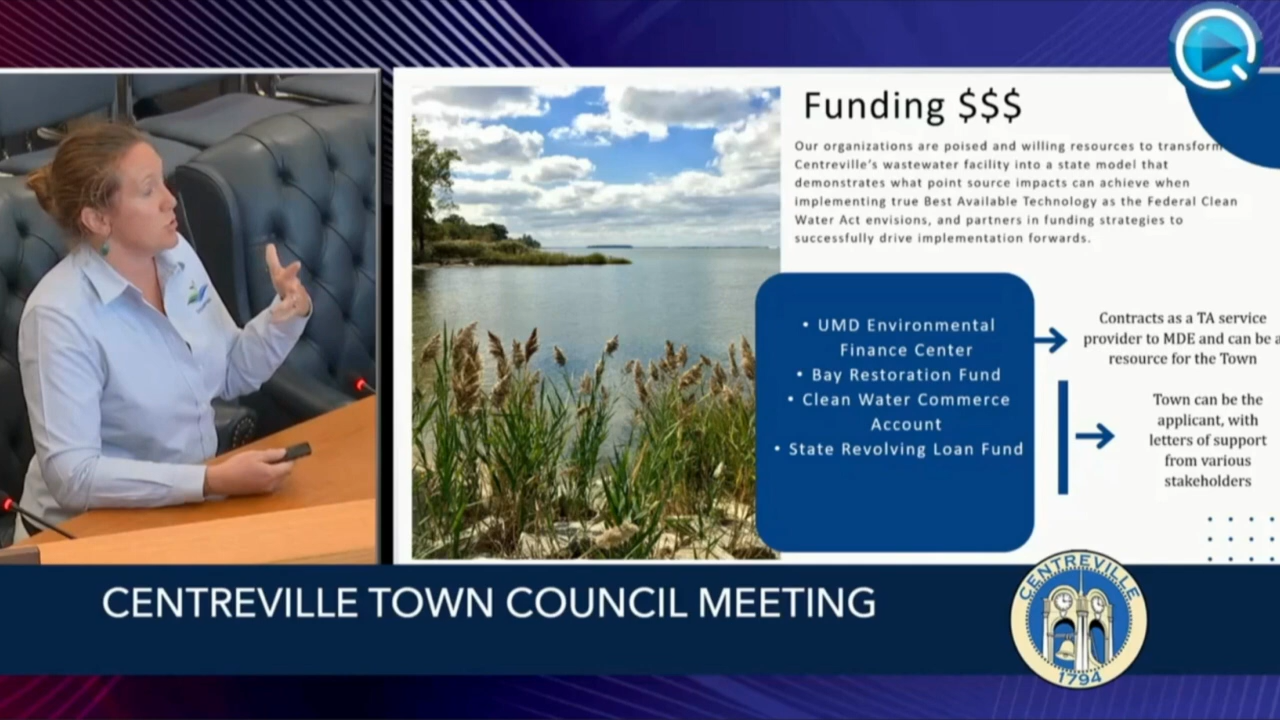 Funding $$$
Our organizations are poised and willing resources to transform
Centreville's wastewater facility into a state model that
demonstrates what point source impacts can achieve when
implementing true Best Available Technology as the Federal Clean
Water Act envisions, and partners in funding strategies to
successfully drive implementation forwards.
• UMD Environmental
Finance Center
• Bay Restoration Fund
• Clean Water Commerce
Account
• State Revolving Loan Fund
Contracts as a TA service
provider to MDE and can be a
resource for the Town
Town can be the
applicant, with
letters of support
from various
stakeholders
CENTREVILLE TOWN COUNCIL MEETING
CENTREVILLE
1794